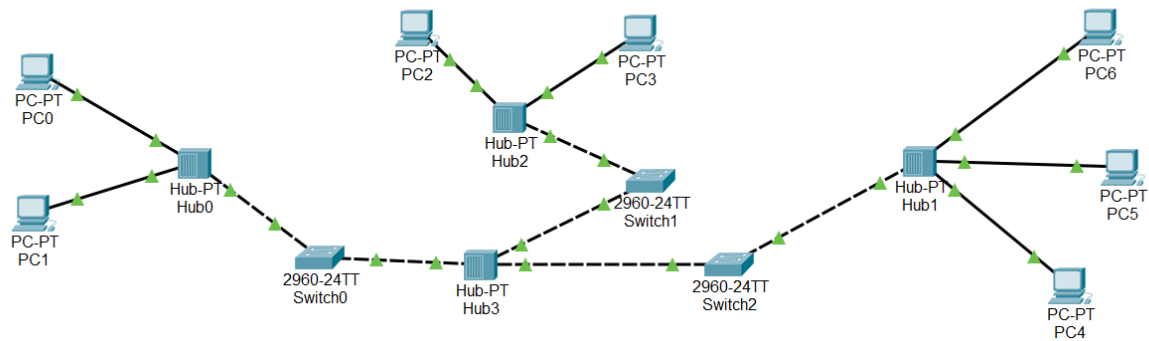 PC-PT
PC0
PC-PT
PC1
Hub-PT
Hub0
PC-PT
PC2
PC-PT
PC3
Hub-PT
Hub2
2960-24TT
Switch1
2960-24TT
Switch0
Hub-PT
Hub3
2960-24TT
Switch2
Hub-PT
Hub1
PC-PT
PC6
PC-PT
PC5
PC-PT
PC4